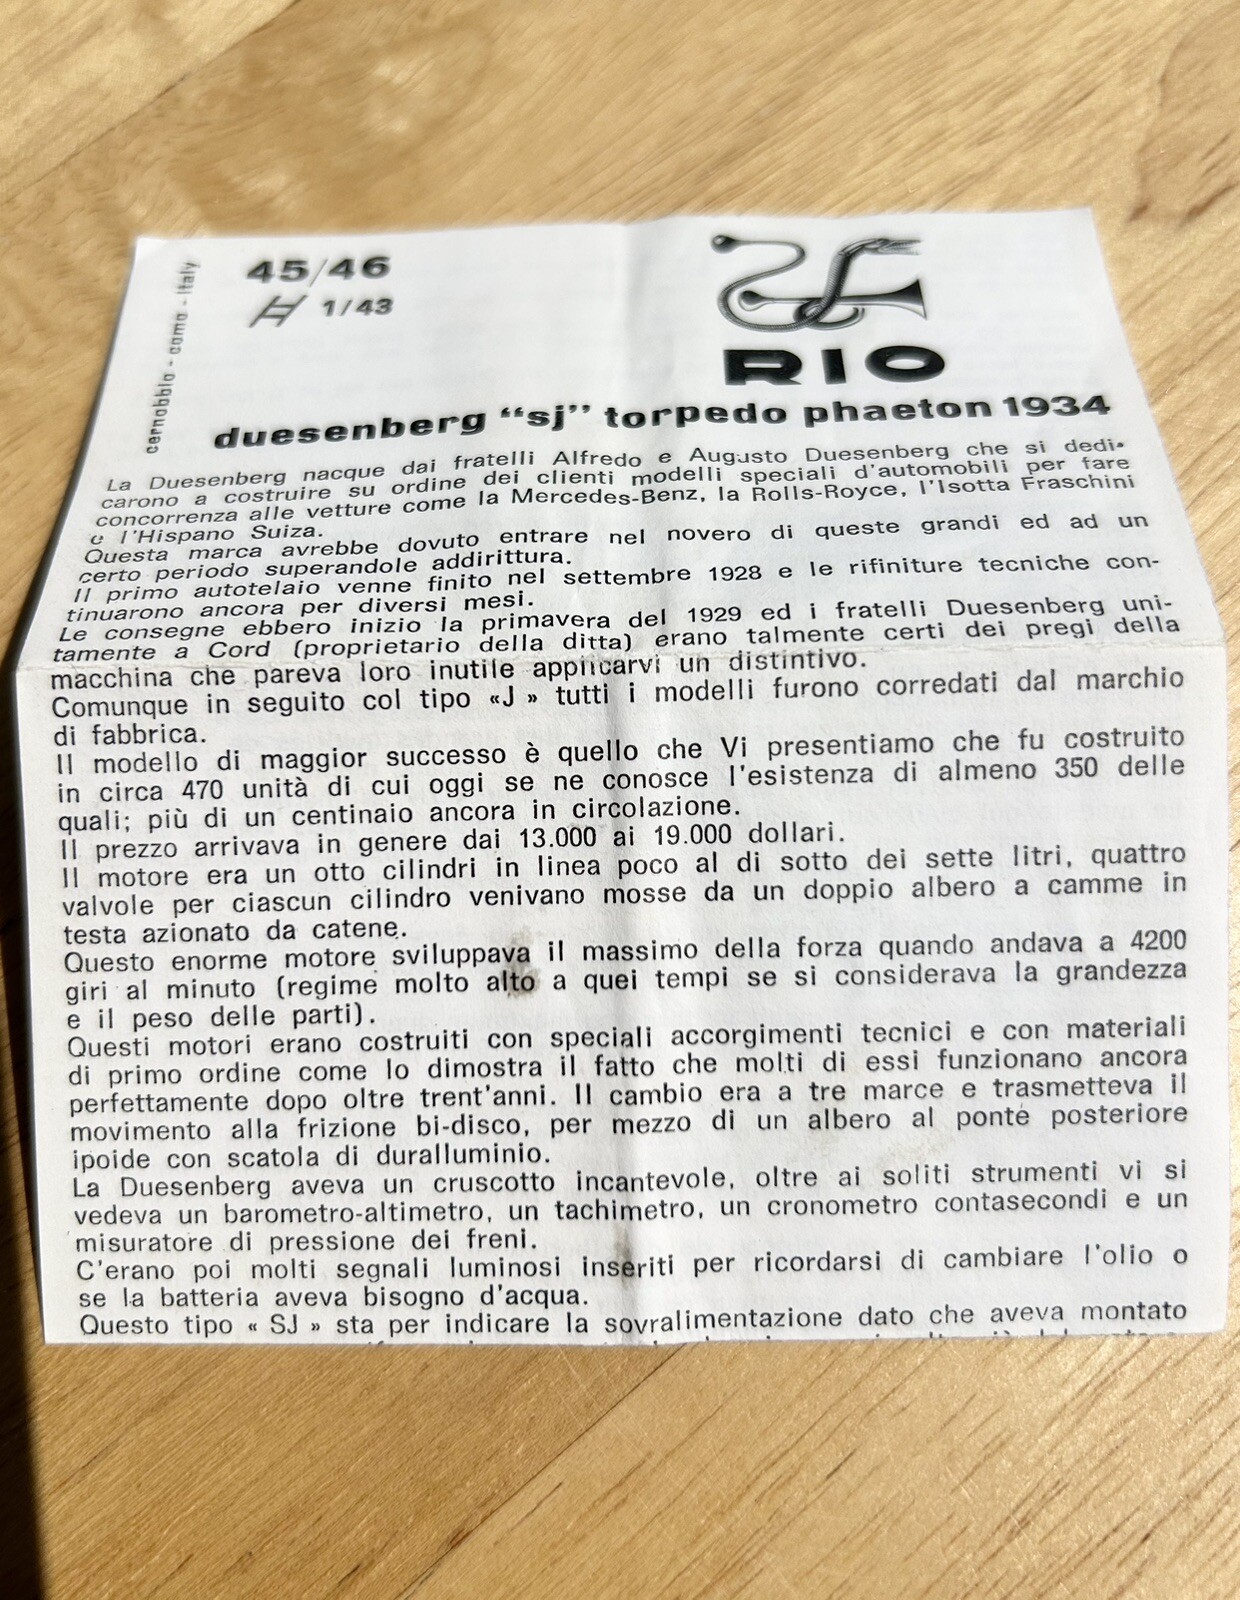 45/46
1/43
cernobbio - como - italy
RIO
duesenberg “sj” torpedo phaeton 1934
La Duesenberg nacque dai fratelli Alfredo e Augusto Duesenberg che si dedi-
carono a costruire su ordine dei clienti modelli speciali d'automobili per fare
concorrenza alle vetture come la Mercedes-Benz, la Rolls-Royce, l'Isotta Fraschini
e l'Hispano Suiza.
Questa marca avrebbe dovuto entrare nel novero di queste grandi ed ad un
certo periodo superandole addirittura.
Il primo autotelaio venne finito nel settembre 1928 e le rifiniture tecniche con-
tinuarono ancora per diversi mesi.
Le consegne ebbero inizio la primavera del 1929 ed i fratelli Duesenberg uni-
tamente a Cord (proprietario della ditta) erano talmente certi dei pregi della
macchina che pareva loro inutile applicarvi un distintivo.
Comunque in seguito col tipo «J » tutti i modelli furono corredati dal marchio
di fabbrica.
Il modello di maggior successo è quello che Vi presentiamo che fu costruito
in circa 470 unità di cui oggi se ne conosce l'esistenza di almeno 350 delle
quali; più di un centinaio ancora in circolazione.
Il prezzo arrivava in genere dai 13.000 ai 19.000 dollari.
Il motore era un otto cilindri in linea poco al di sotto dei sette litri, quattro
valvole per ciascun cilindro venivano mosse da un doppio albero a camme in
testa azionato da catene.
Questo enorme motore sviluppava il massimo della forza quando andava a 4200
giri al minuto (regime molto alto a quei tempi se si considerava la grandezza
e il peso delle parti).
Questi motori erano costruiti con speciali accorgimenti tecnici e con materiali
di primo ordine come lo dimostra il fatto che molti di essi funzionano ancora
perfettamente dopo oltre trent'anni. Il cambio era a tre marce e trasmetteva il
movimento alla frizione bi-disco, per mezzo di un albero al ponte posteriore
ipoide con scatola di duralluminio.
La Duesenberg aveva un cruscotto incantevole, oltre ai soliti strumenti vi si
vedeva un barometro-altimetro, un tachimetro, un cronometro contasecondi e un
misuratore di pressione dei freni.
C'erano poi molti segnali luminosi inseriti per ricordarsi di cambiare l'olio o
se la batteria aveva bisogno d'acqua.
Questo tipo « SJ » sta per indicare la sovralimentazione dato che aveva montato